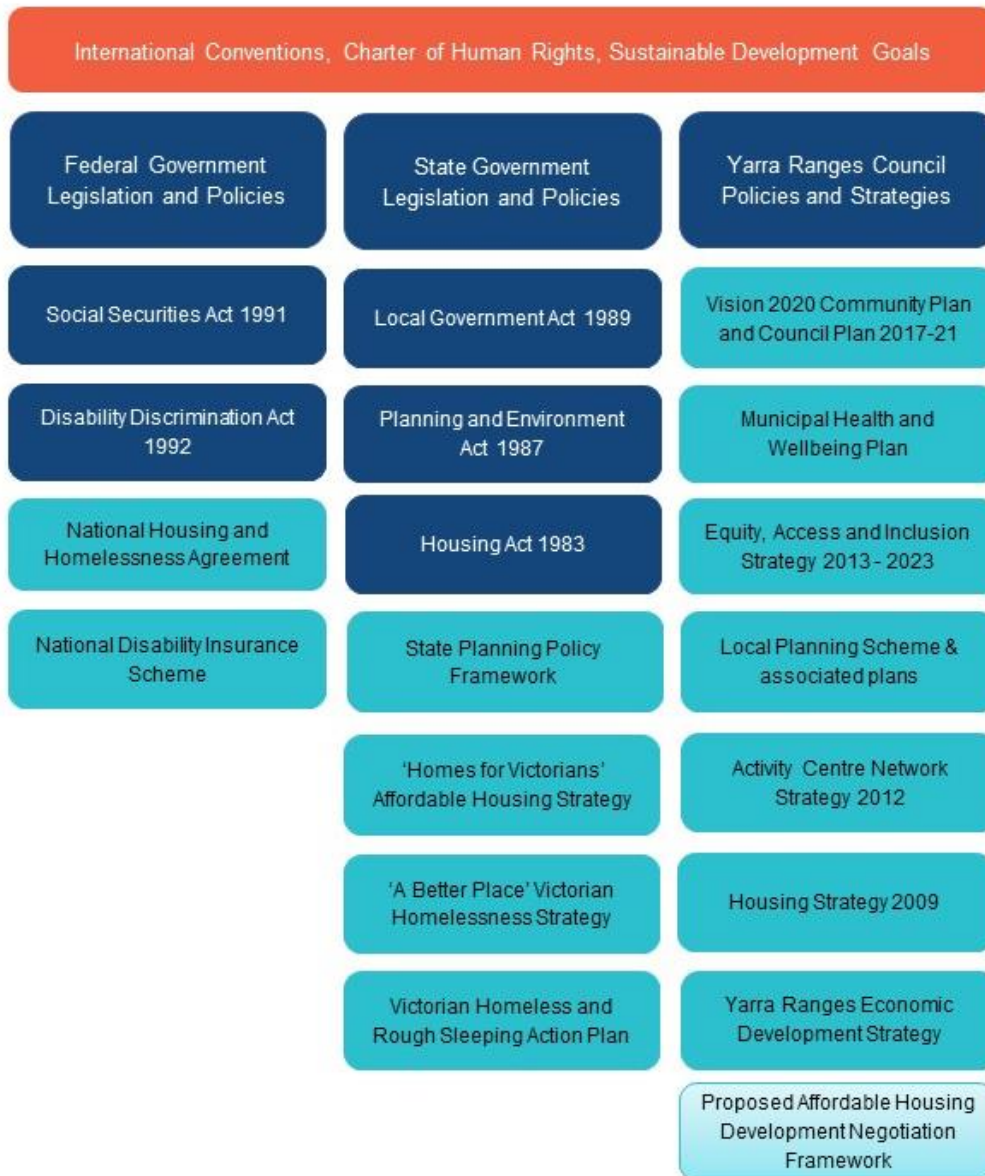 International Conventions, Charter of Human Rights, Sustainable Development Goals
Federal Government
Legislation and Policies
State Government
Legislation and Policies
Yarra Ranges Council
Policies and Strategies
Social Securities Act 1991
Local Government Act 1989
Vision 2020 Community Plan
and Council Plan 2017-21
Disability Discrimination Act
1992
Planning and Environment
Act 1987
Municipal Health and
Wellbeing Plan
National Housing and
Homelessness Agreement
Housing Act 1983
Equity, Access and Inclusion
Strategy 2013 - 2023
National Disability Insurance
Scheme
State Planning Policy
Framework
Local Planning Scheme &
associated plans
‘Homes for Victorians’
Affordable Housing Strategy
Activity Centre Network
Strategy 2012
‘A Better Place’ Victorian
Homelessness Strategy
Housing Strategy 2009
Victorian Homeless and
Rough Sleeping Action Plan
Yarra Ranges Economic
Development Strategy
Proposed Affordable Housing
Development Negotiation
Framework